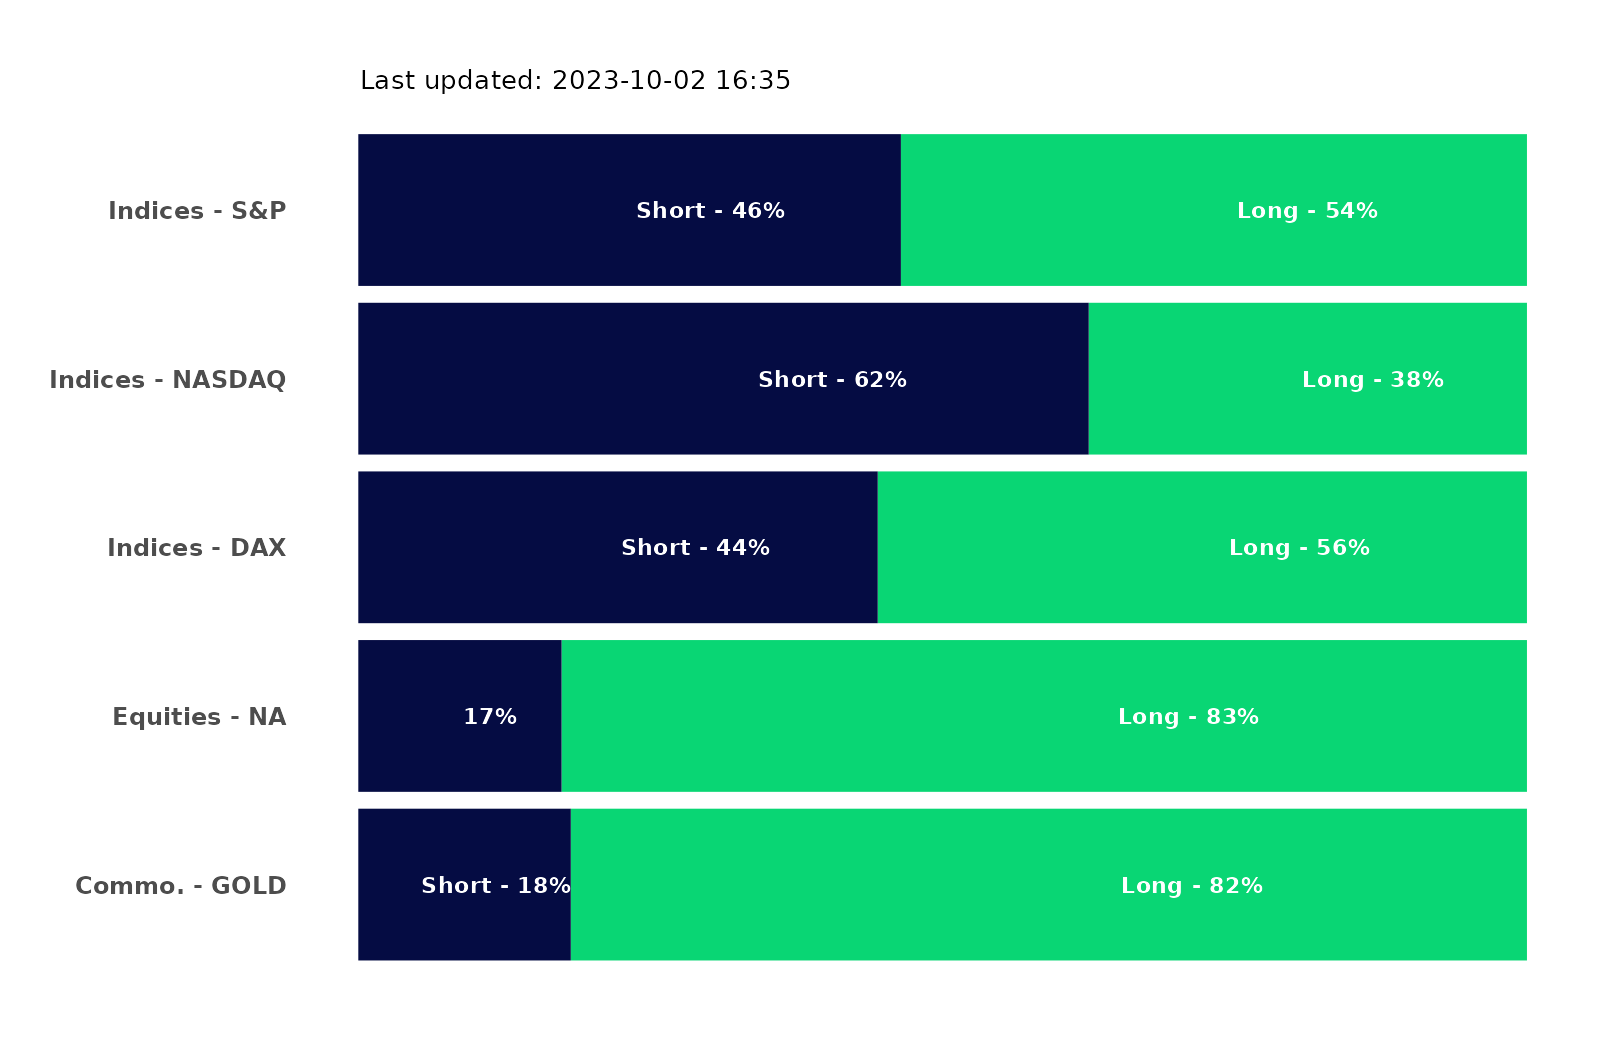 Last updated: 2023-10-02 16:35
Indices - S&P Short - 46% Long - 54%
Indices - NASDAQ Short - 62% Long - 38%
Indices - DAX Short - 44% Long - 56%
Equities - NA 17% Long - 83%
Commo. - GOLD Short - 18% Long - 82%